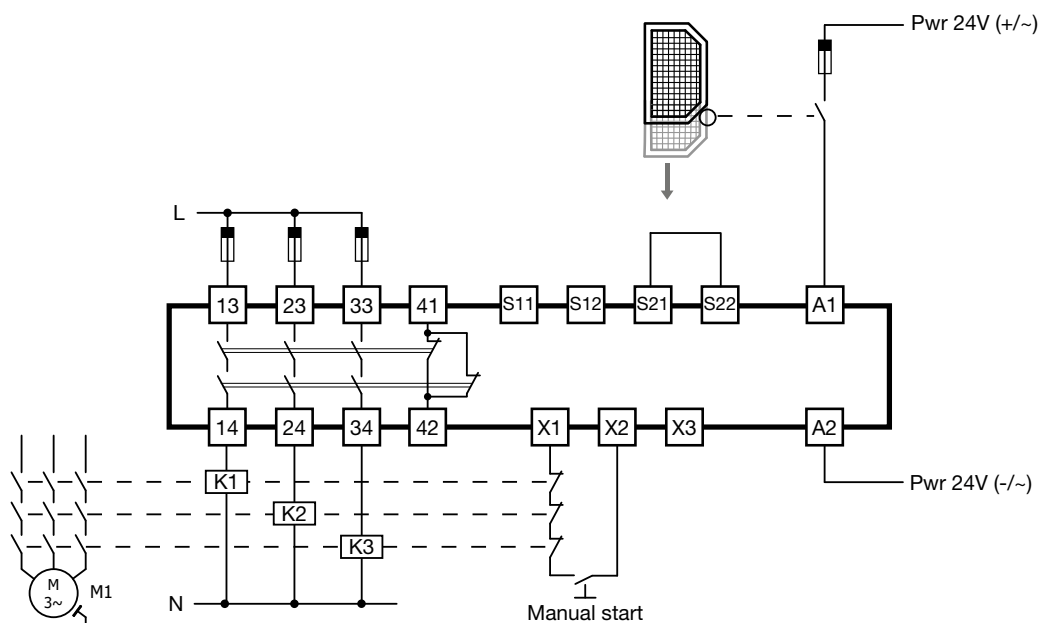 Pwr 24V (+/~)
L
13 23 33 41 S11 S12 S21 S22 A1
14 24 34 42 X1 X2 X3 A2
K1
Pwr 24V (-/~)
K2
K3
M
3~
M1
N
Manual start